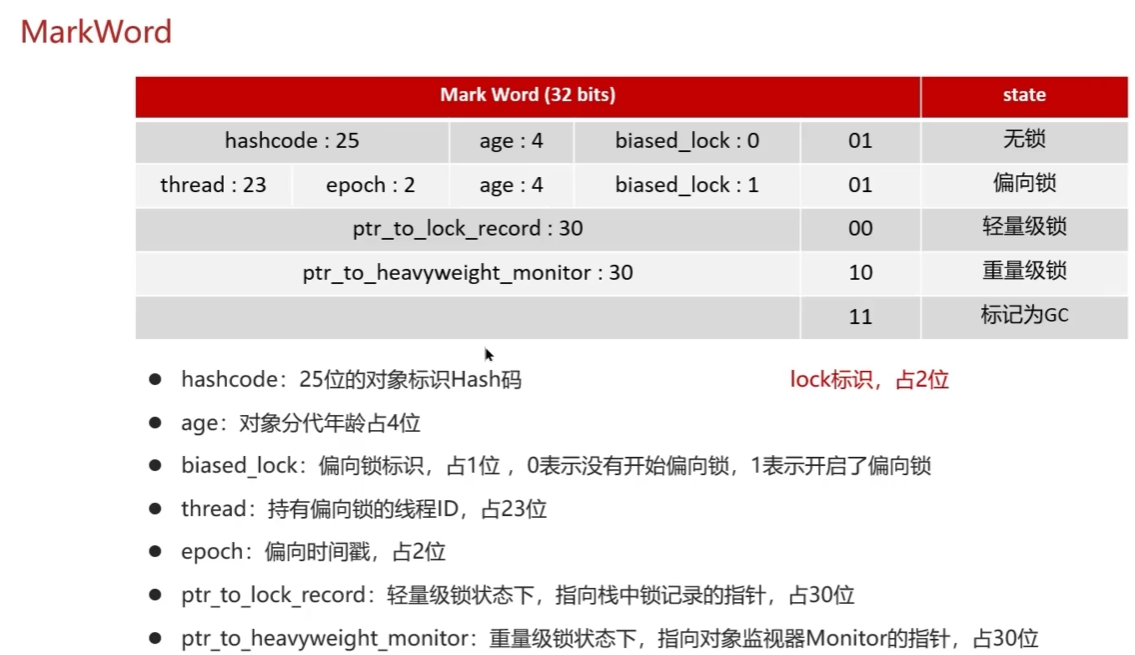 MarkWord
Mark Word (32 bits) state
hashcode : 25 age : 4 biased_lock : 0 01 无锁
thread : 23 epoch : 2 age : 4 biased_lock : 1 01 偏向锁
ptr_to_lock_record : 30 00 轻量级锁
ptr_to_heavyweight_monitor : 30 10 重量级锁
11 标记为GC
● hashcode：25位的对象标识Hash码 lock标识，占2位
● age：对象分代年龄占4位
● biased_lock：偏向锁标识，占1位 ，0表示没有开始偏向锁，1表示开启了偏向锁
● thread：持有偏向锁的线程ID，占23位
● epoch：偏向时间戳，占2位
● ptr_to_lock_record：轻量级锁状态下，指向栈中锁记录的指针，占30位
● ptr_to_heavyweight_monitor：重量级锁状态下，指向对象监视器Monitor的指针，占30位